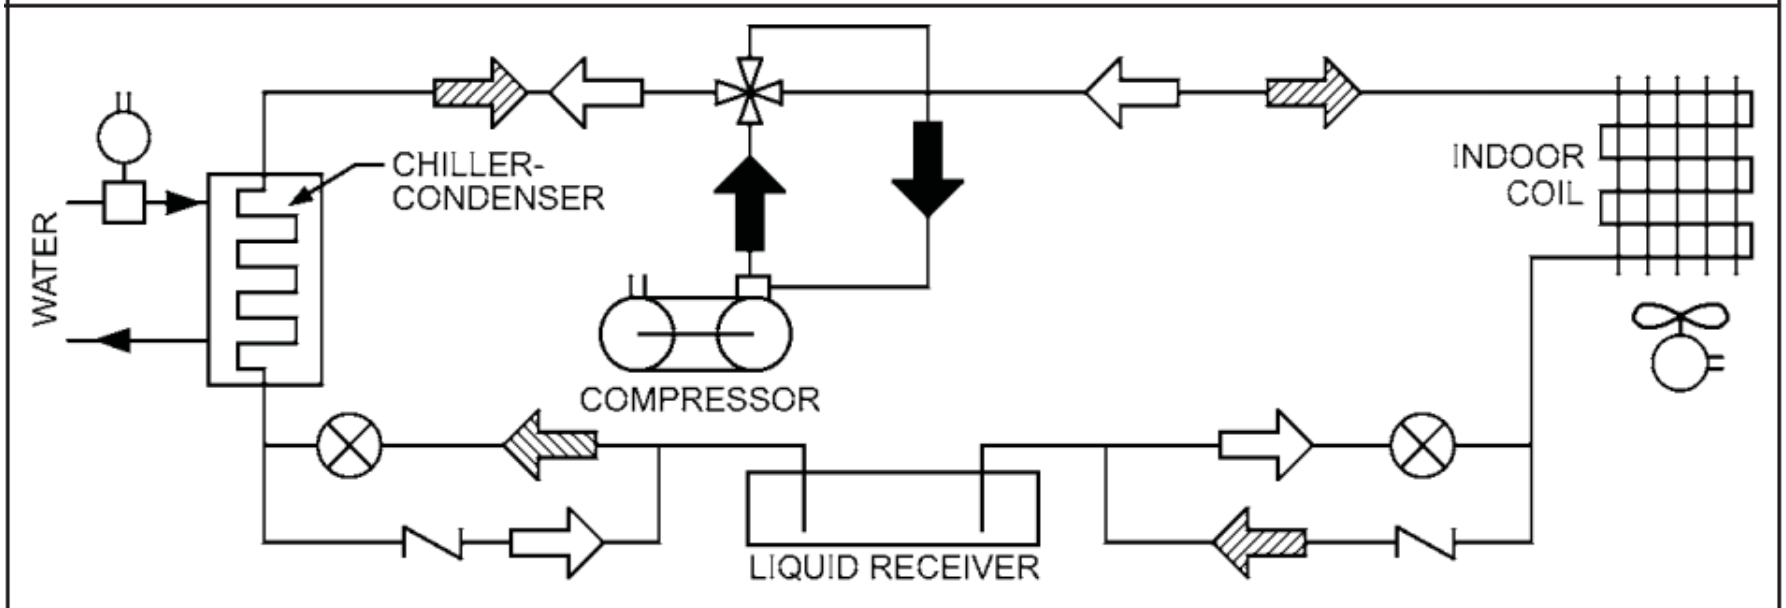 CHILLER-
CONDENSER
INDOOR
COIL
WATER
COMPRESSOR
LIQUID RECEIVER